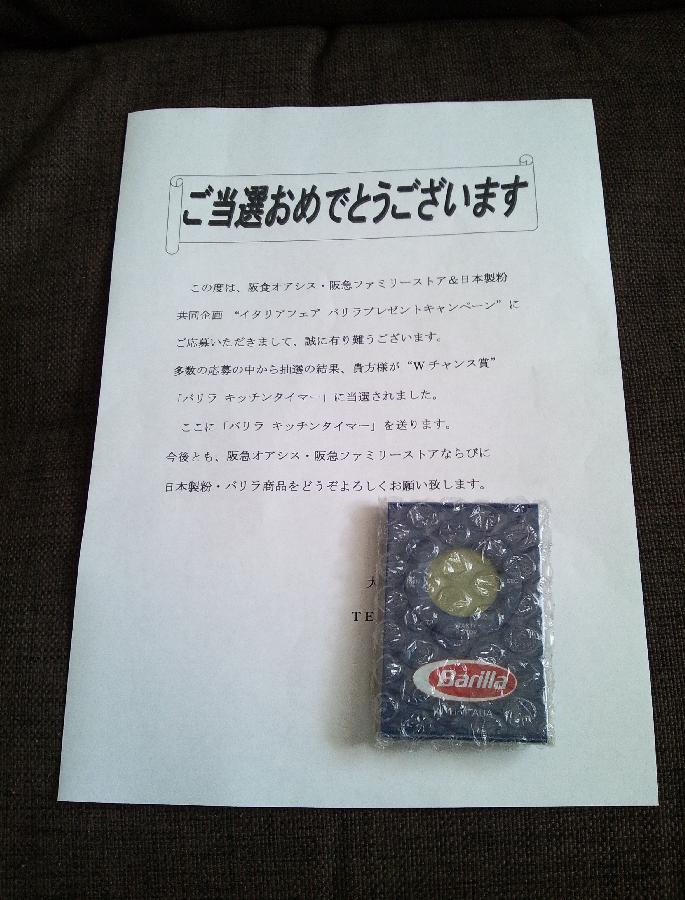 ご当選おめでとうございます
この度は、阪食オアシス・阪急ファミリーストア＆日本製粉
共同企画 “イタリアフェア バリラプレゼントキャンペーン”に
ご応募いただきまして、誠に有り難うございます。
多数の応募の中から抽選の結果、貴方様が“Wチャンス賞”
「バリラ キッチンタイマー」に当選されました。
ここに「バリラ キッチンタイマー」を送ります。
今後とも、阪急オアシス・阪急ファミリーストアならびに
日本製粉・バリラ商品をどうぞよろしくお願い致します。
TE
Barilla